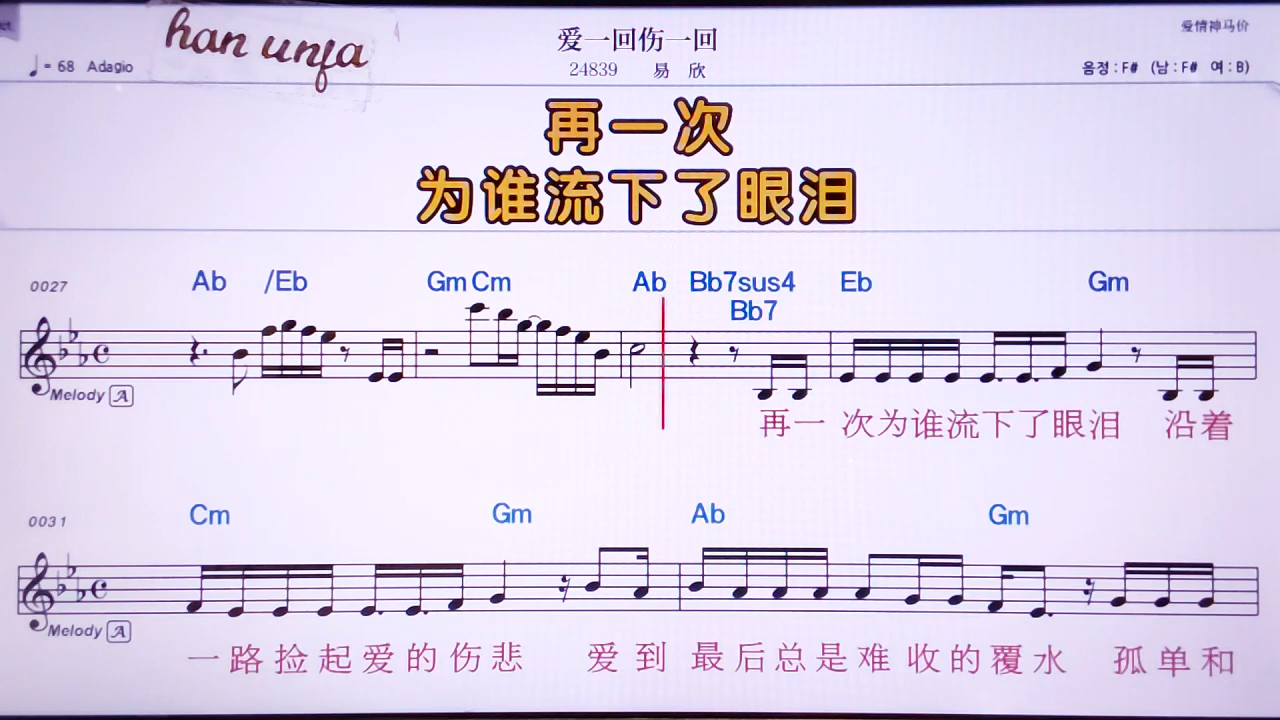 han unfa
爱一回伤一回
爱情神马价
= 68 Adagio
24839 易 欣
음정 : F# (남 : F# 여 : B)
再一次
为谁流下了眼泪
0027
Ab /Eb Gm Cm Ab Bb7sus4 Eb Gm
Bb7
Melody A
再一 次为谁流下了眼泪 沿着
0031
Cm Gm Ab Gm
Melody A
一路捡起爱的伤悲 爱到 最后总是难收的覆水 孤单和